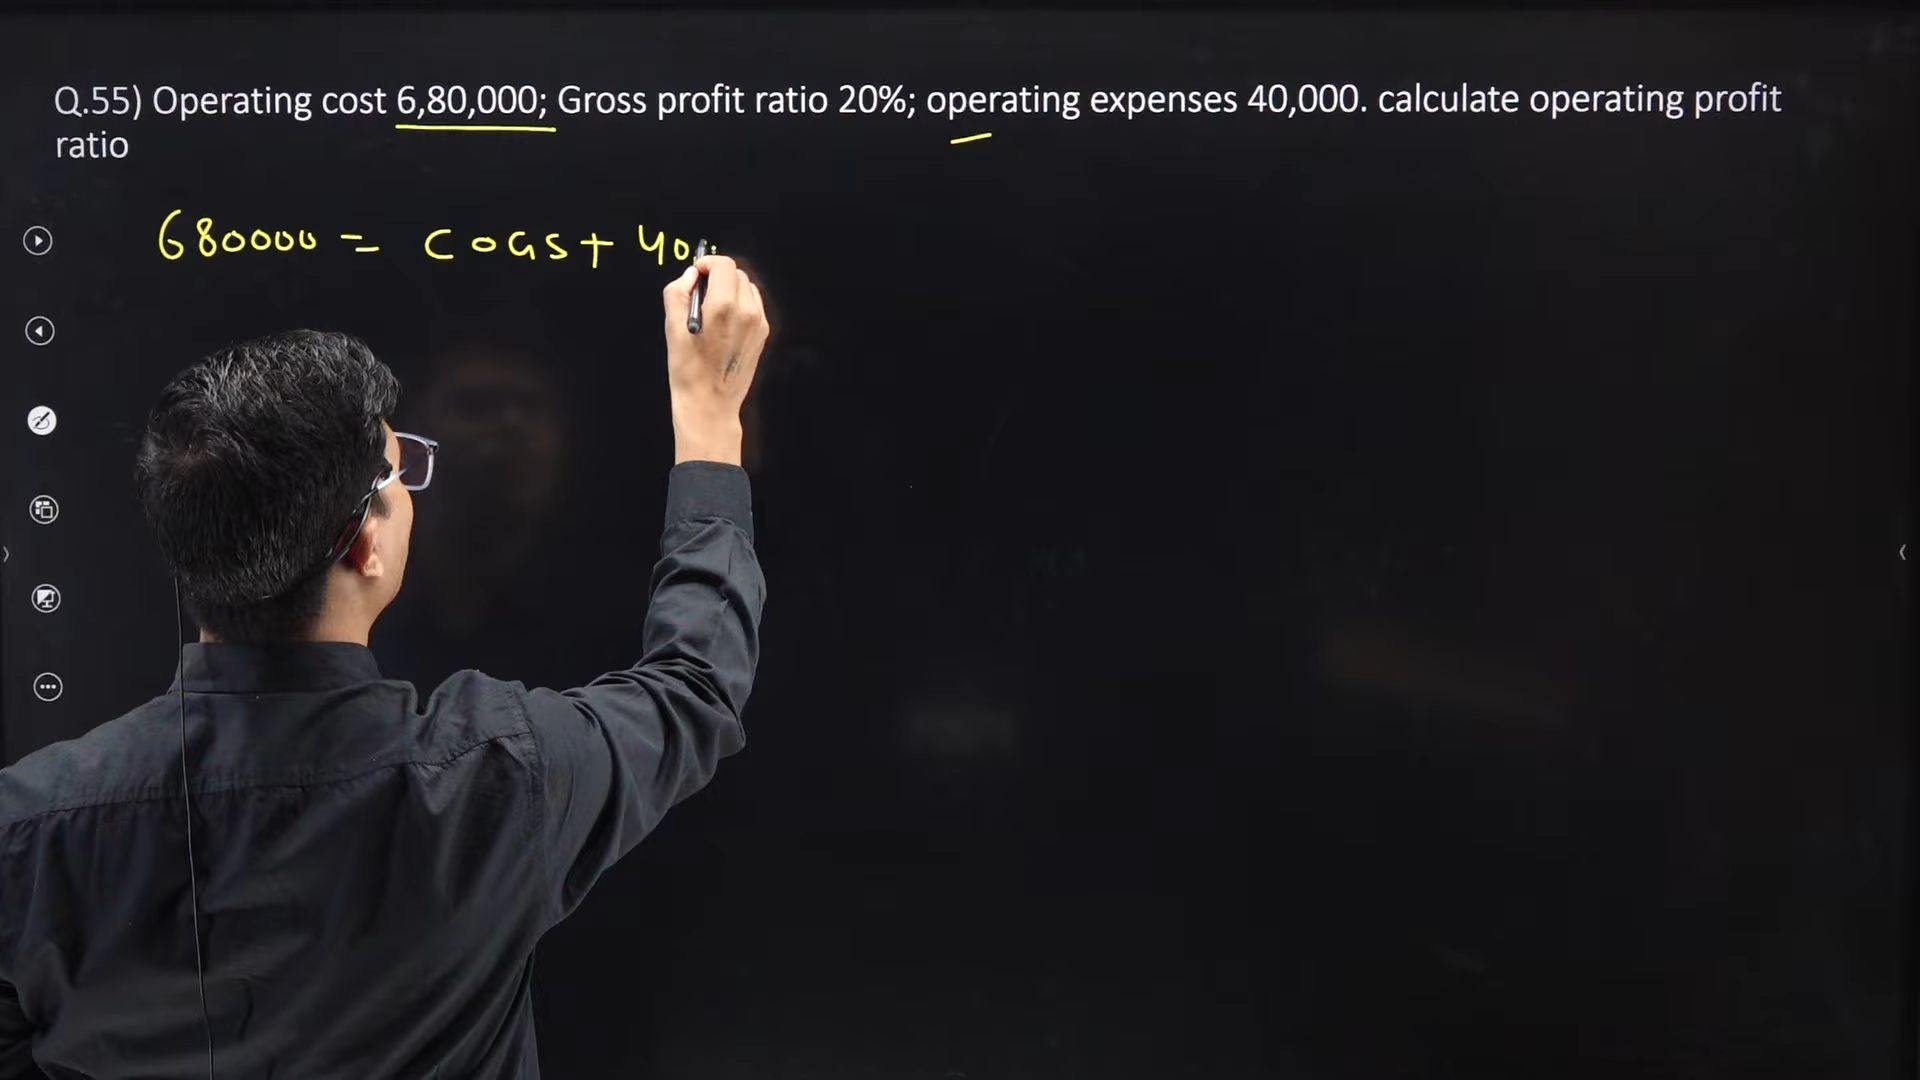 Q.55) Operating cost 6,80,000; Gross profit ratio 20%; operating expenses 40,000. calculate operating profit
ratio
680000 = COGS + 40